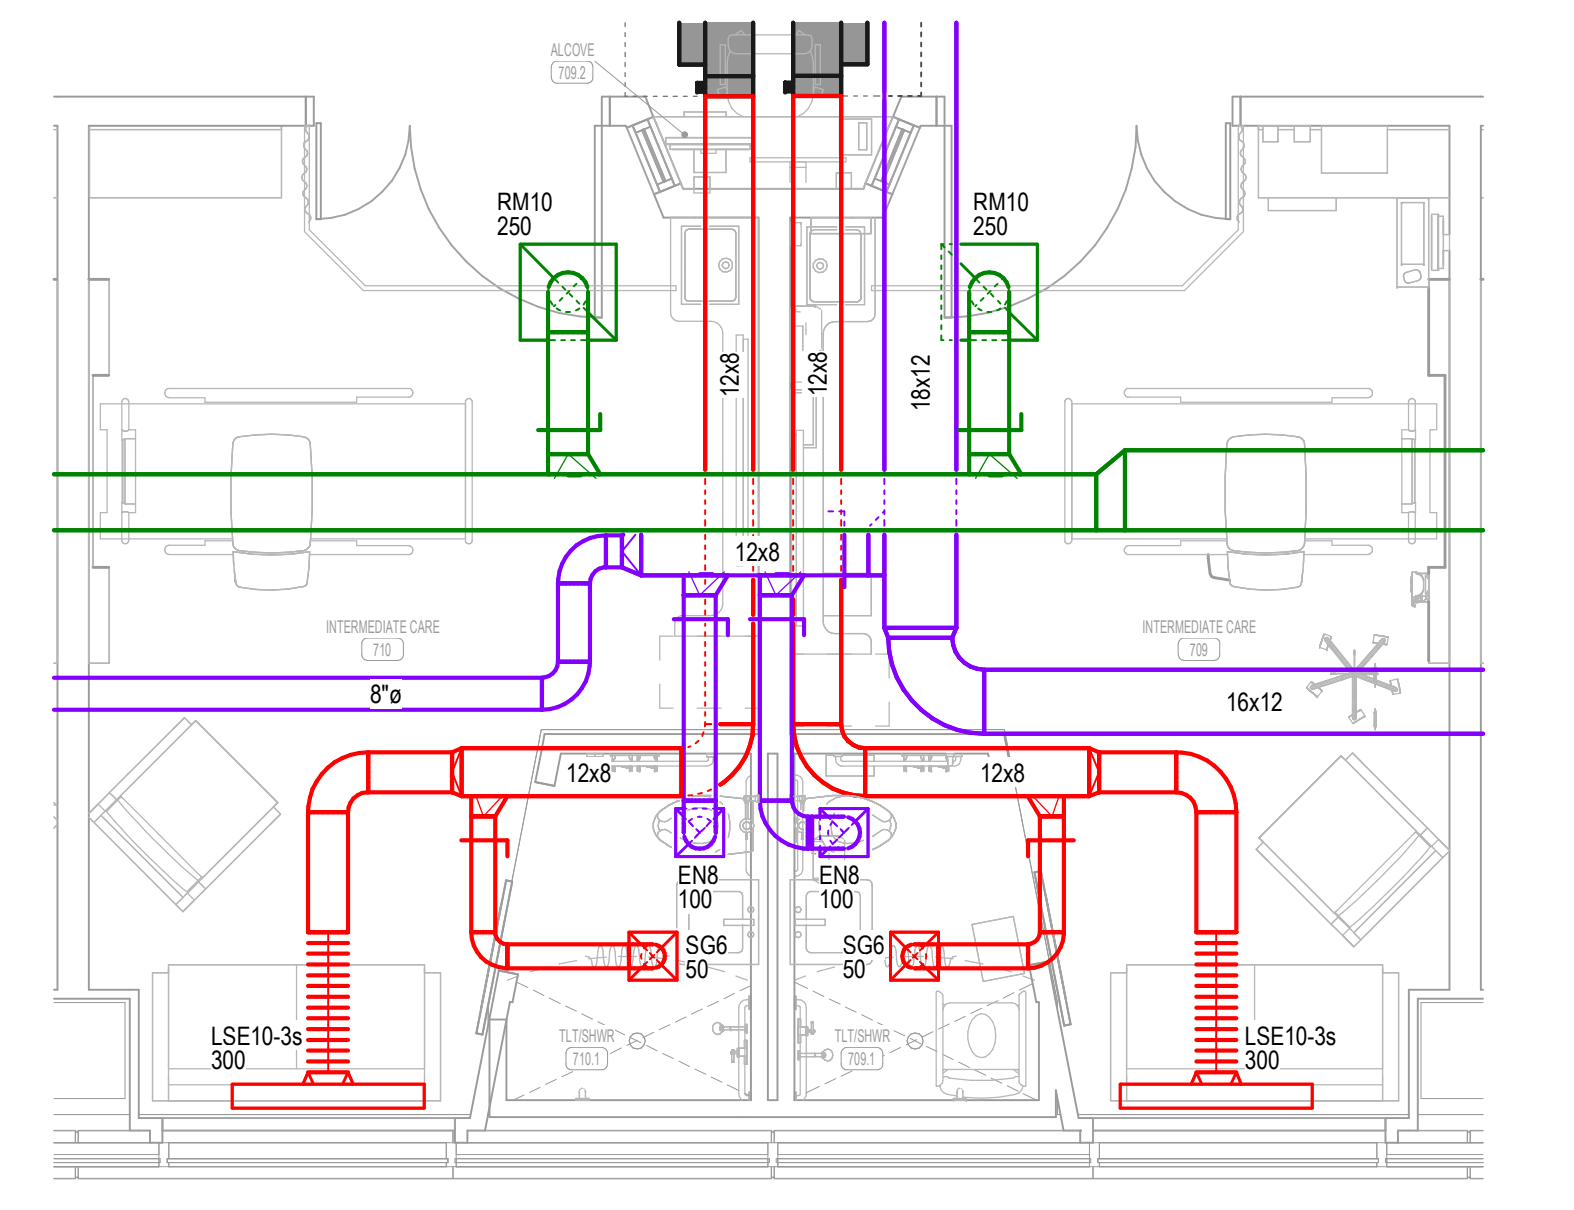 ALCOVE
709.2
RM10
250
RM10
250
12x8
12x8
18x12
12x8
INTERMEDIATE CARE
710
INTERMEDIATE CARE
709
8"ø
16x12
12x8
12x8
EN8
100
EN8
100
SG6
50
SG6
50
LSE10-3s
300
TLT/SHWR
710.1
TLT/SHWR
709.1
LSE10-3s
300